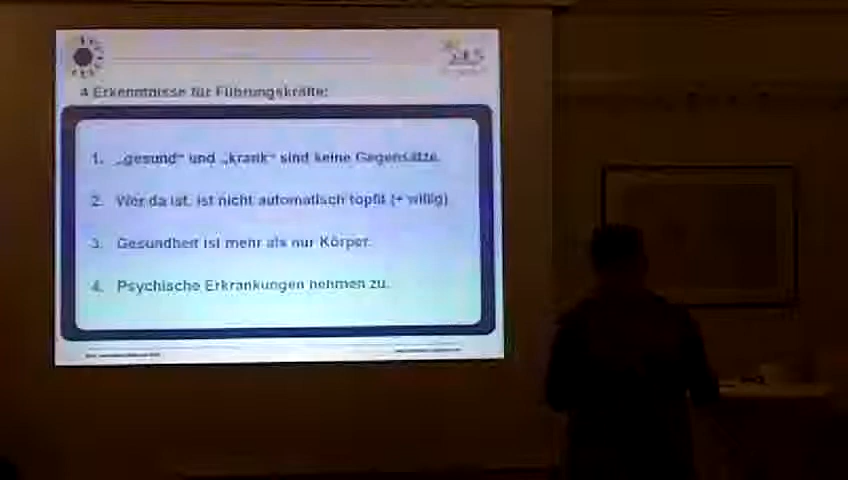 4 Erkenntnisse für Führungskräfte:
1. „gesund“ und „krank“ sind keine Gegensätze.
2. Wer da ist, ist nicht automatisch topfit (+ willig)
3. Gesundheit ist mehr als nur Körper.
4. Psychische Erkrankungen nehmen zu.